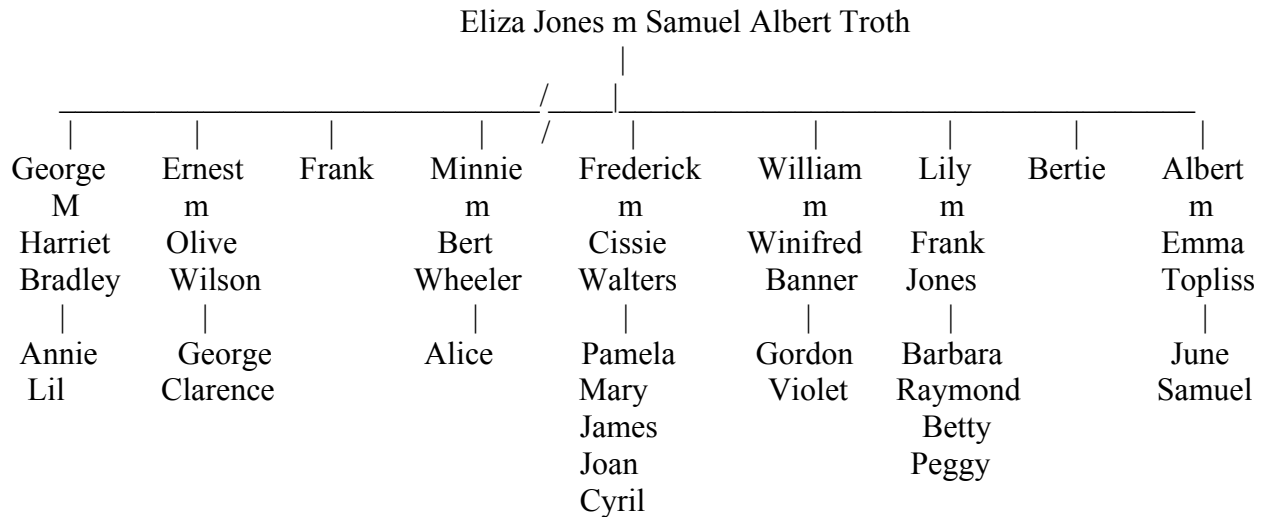 Eliza Jones m Samuel Albert Troth
George Ernest Frank Minnie Frederick William Lily Bertie Albert
M m m m m m m
Harriet Olive Bert Cissie Winifred Frank Emma
Bradley Wilson Wheeler Walters Banner Jones Topliss
Annie George Alice Pamela Gordon Barbara June
Lil Clarence Mary Violet Raymond Samuel
James Betty
Joan Peggy
Cyril